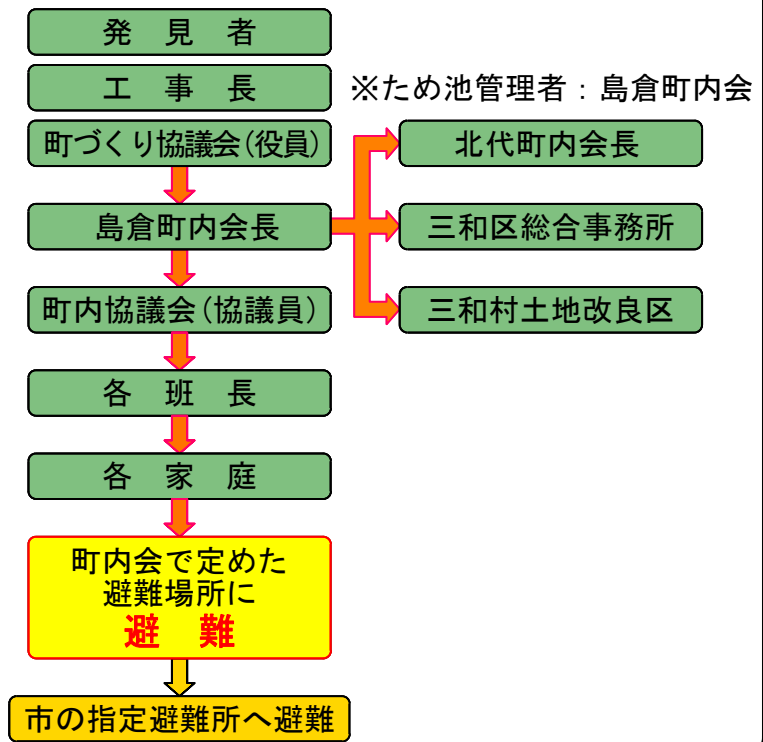 発　見　者
工　事　長
※ため池管理者：島倉町内会
町づくり協議会(役員)
北代町内会長
島倉町内会長
三和区総合事務所
町内協議会(協議員)
三和村土地改良区
各　班　長
各　家　庭
町内会で定めた
避難場所に
避　難
市の指定避難所へ避難